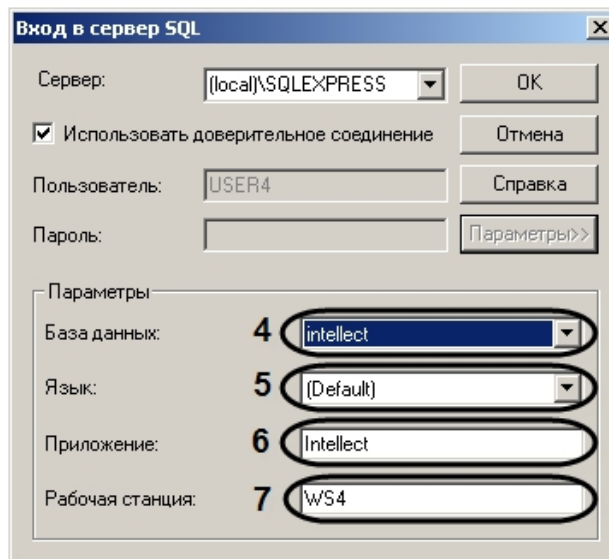 Вход в сервер SQL
Сервер: (local)\SQLEXPRESS OK
Использовать доверительное соединение Отмена
Пользователь: USER4 Справка
Пароль: Параметры>>
Параметры
База данных: 4 intellect
Язык: 5 (Default)
Приложение: 6 Intellect
Рабочая станция: 7 WS4